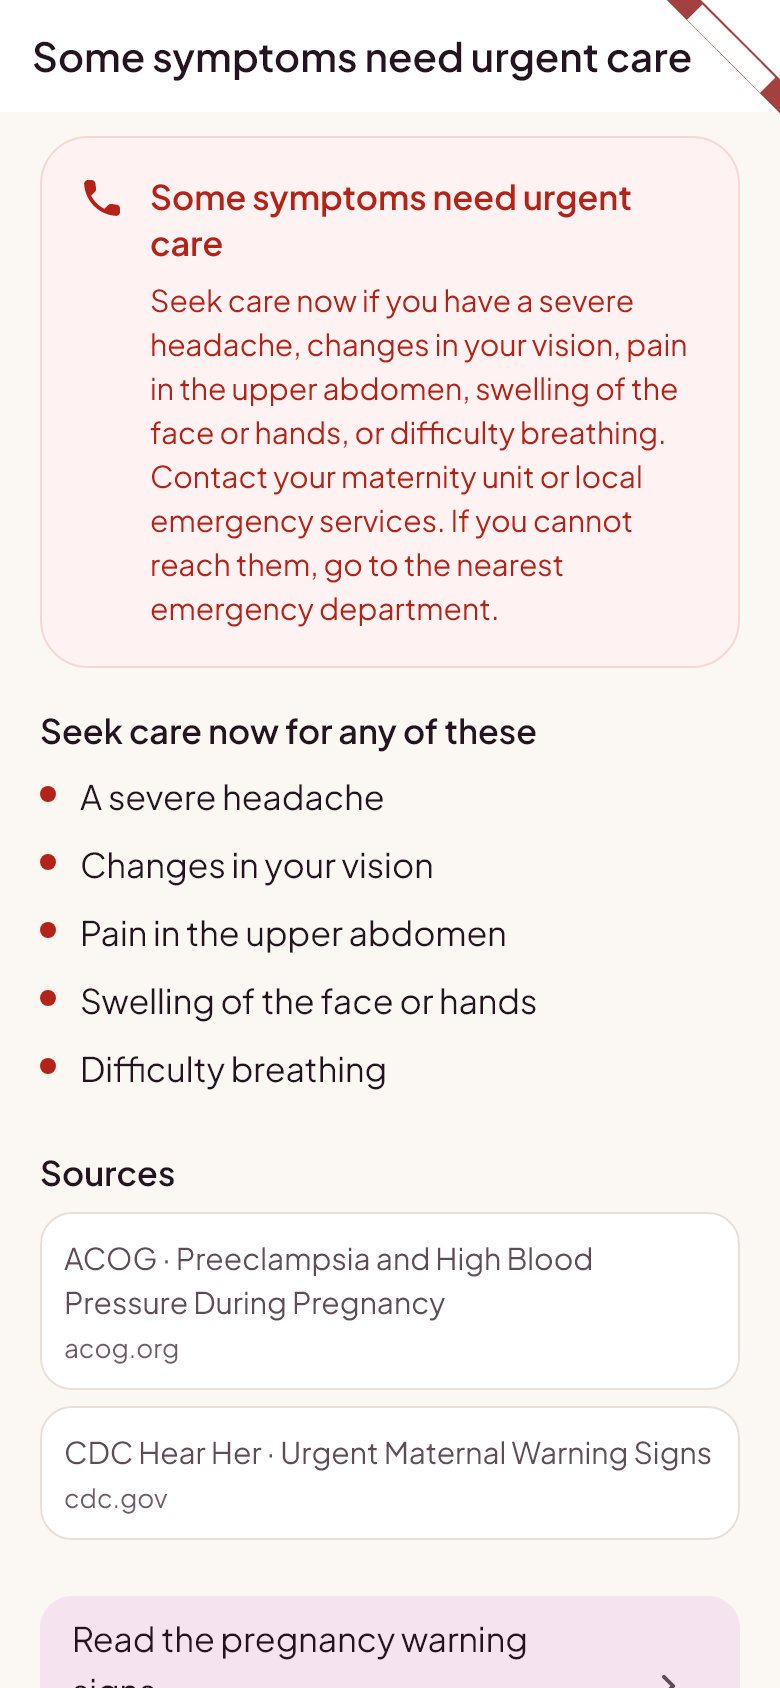 Some symptoms need urgent care
Some symptoms need urgent
care
Seek care now if you have a severe
headache, changes in your vision, pain
in the upper abdomen, swelling of the
face or hands, or difficulty breathing.
Contact your maternity unit or local
emergency services. If you cannot
reach them, go to the nearest
emergency department.
Seek care now for any of these
A severe headache
Changes in your vision
Pain in the upper abdomen
Swelling of the face or hands
Difficulty breathing
Sources
ACOG · Preeclampsia and High Blood
Pressure During Pregnancy
acog.org
CDC Hear Her · Urgent Maternal Warning Signs
cdc.gov
Read the pregnancy warning
signs